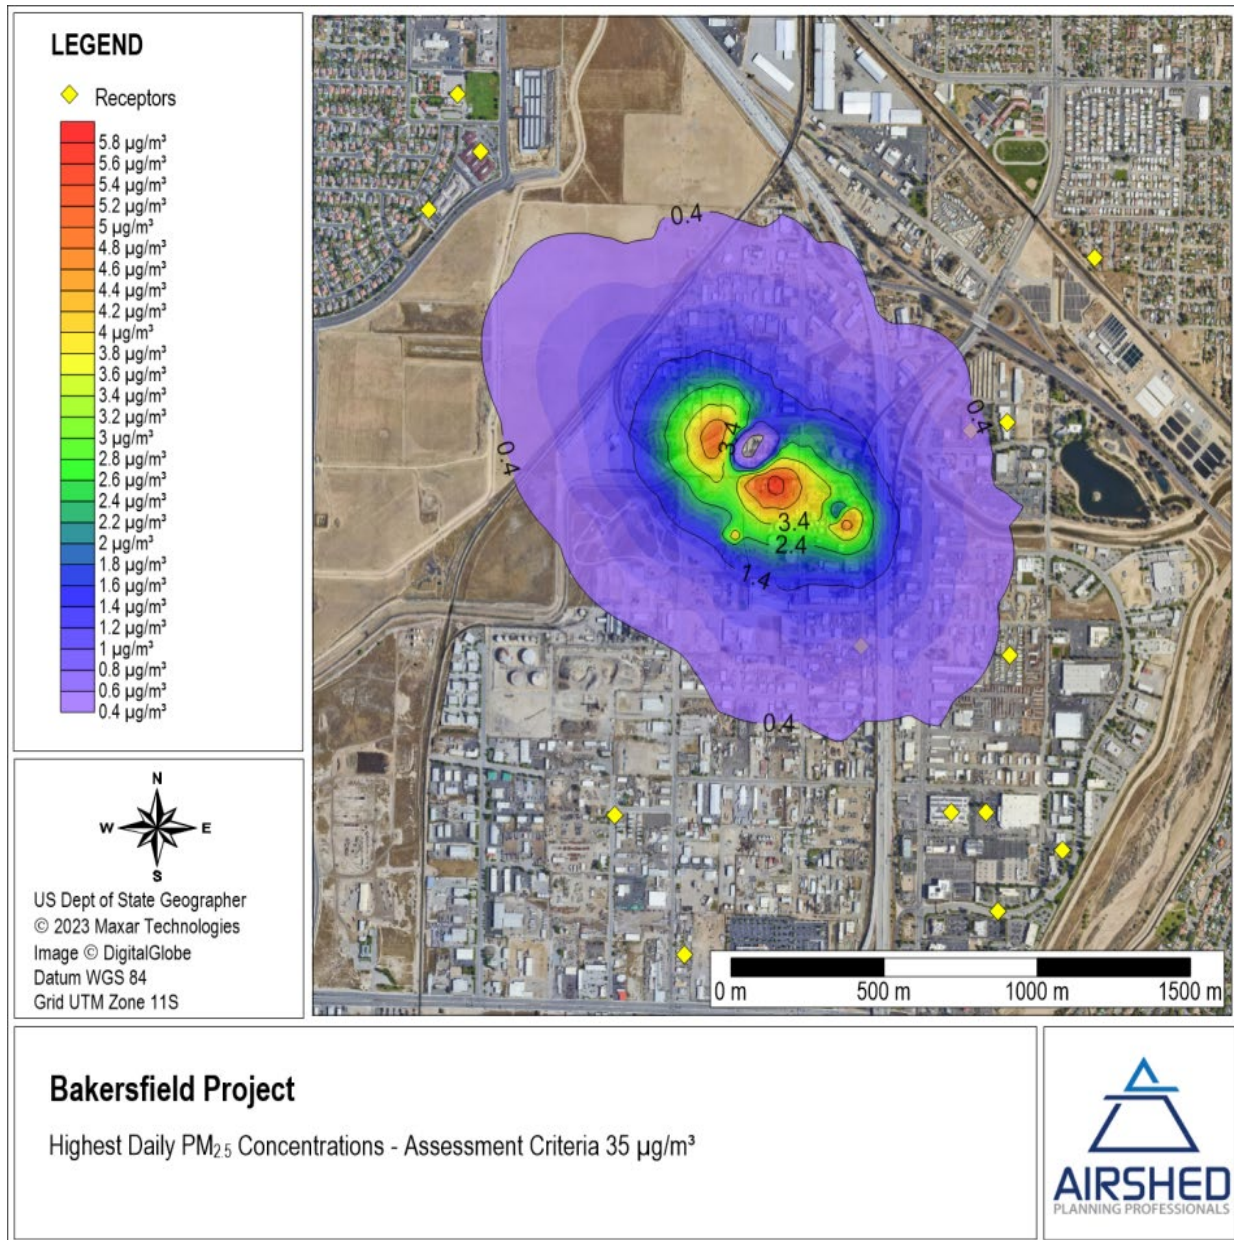 LEGEND
Receptors
5.8 µg/m³
5.6 µg/m³
5.4 µg/m³
5.2 µg/m³
5 µg/m³
4.8 µg/m³
4.6 µg/m³
4.4 µg/m³
4.2 µg/m³
4 µg/m³
3.8 µg/m³
3.6 µg/m³
3.4 µg/m³
3.2 µg/m³
3 µg/m³
2.8 µg/m³
2.6 µg/m³
2.4 µg/m³
2.2 µg/m³
2 µg/m³
1.8 µg/m³
1.6 µg/m³
1.4 µg/m³
1.2 µg/m³
1 µg/m³
0.8 µg/m³
0.6 µg/m³
0.4 µg/m³
0.4
0.4
3.4
0.4
3.4
2.4
1.4
0.4
0 m 500 m 1000 m 1500 m
N
W E
S
US Dept of State Geographer
© 2023 Maxar Technologies
Image © DigitalGlobe
Datum WGS 84
Grid UTM Zone 11S
Bakersfield Project
Highest Daily PM₂.₅ Concentrations - Assessment Criteria 35 µg/m³
AIRSHED
PLANNING PROFESSIONALS